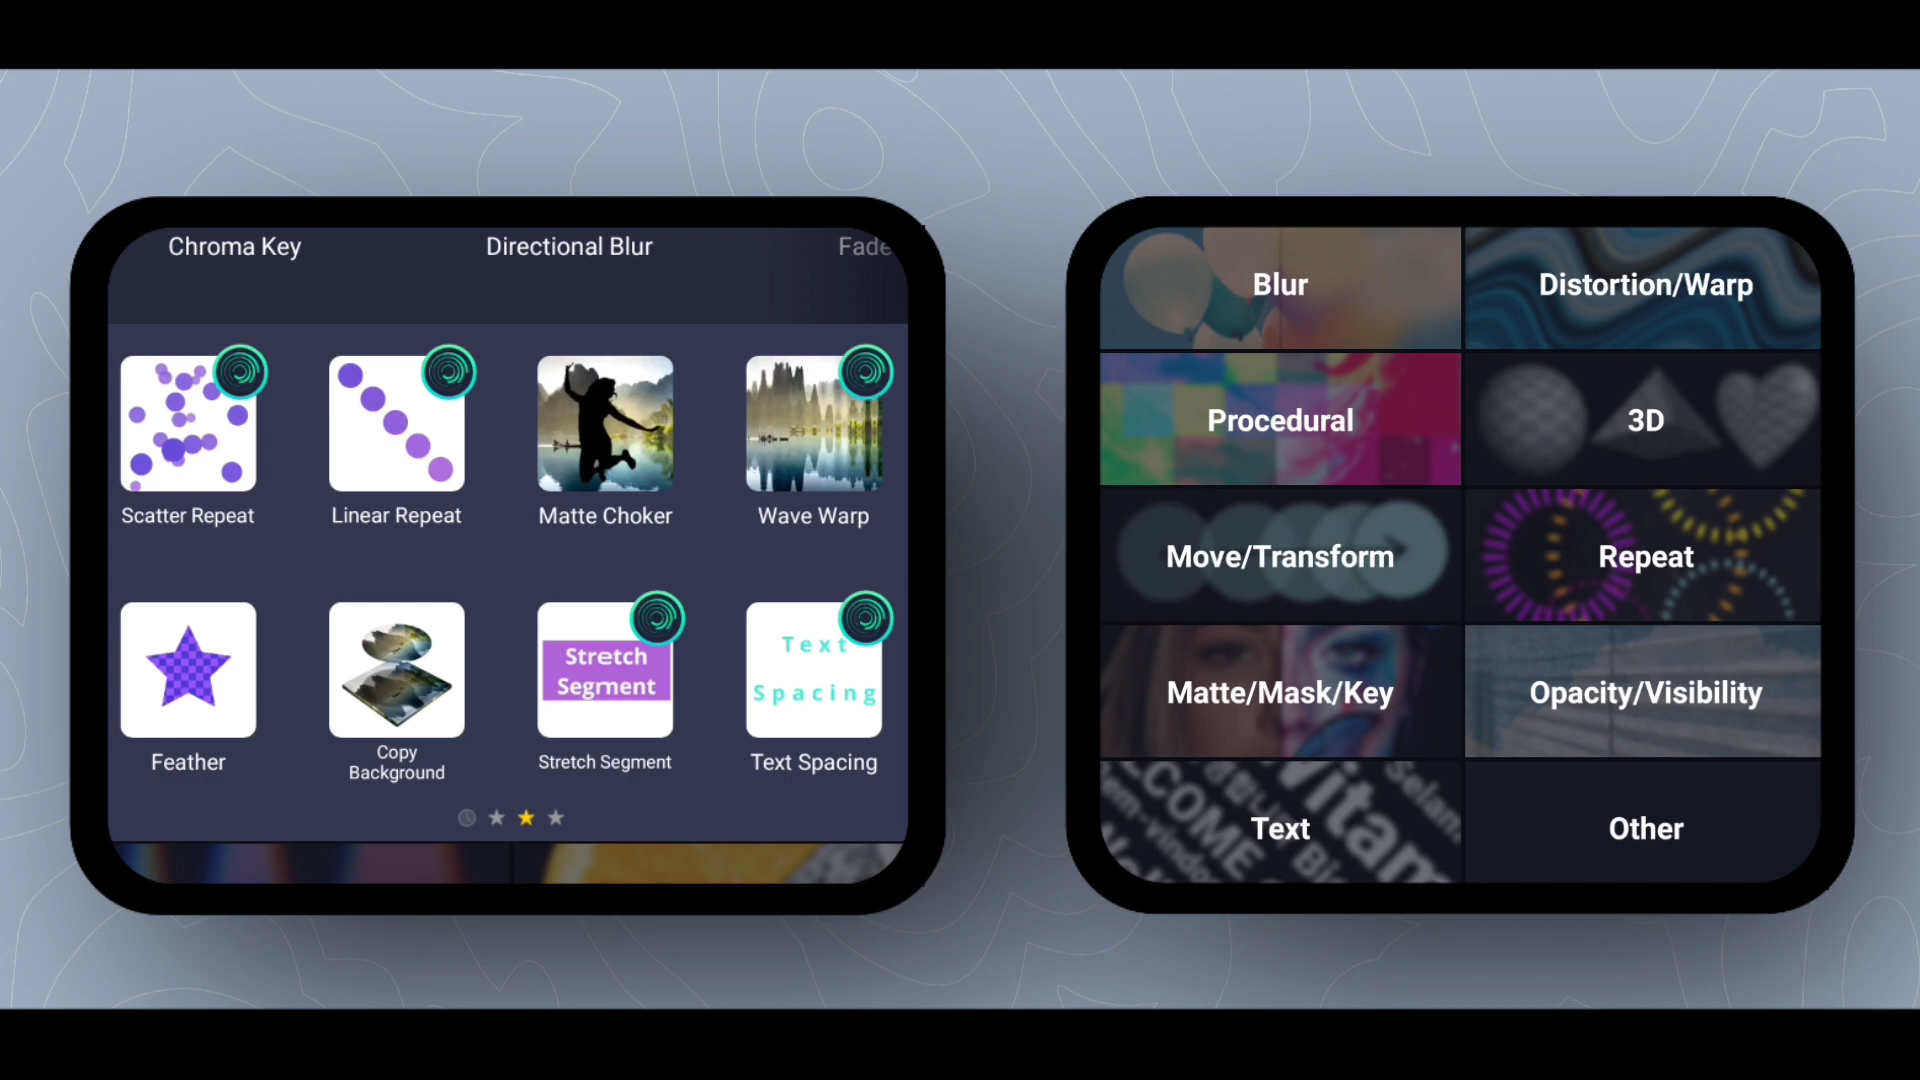 Chroma Key
Directional Blur
Fade
Scatter Repeat
Linear Repeat
Matte Choker
Wave Warp
Stretch
Segment
Text
Spacing
Feather
Copy
Background
Stretch Segment
Text Spacing
Blur
Distortion/Warp
Procedural
3D
Move/Transform
Repeat
Matte/Mask/Key
Opacity/Visibility
Text
Other